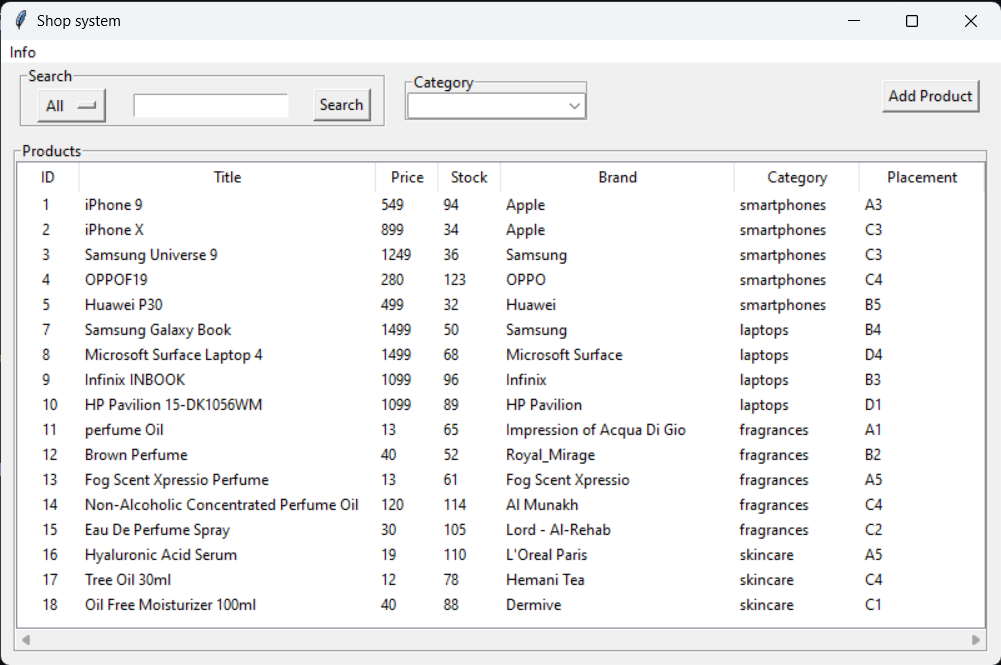 Shop system
Info
Search
All Search
Category
Add Product
Products
ID Title Price Stock Brand Category Placement
1 iPhone 9 549 94 Apple smartphones A3
2 iPhone X 899 34 Apple smartphones C3
3 Samsung Universe 9 1249 36 Samsung smartphones C3
4 OPPOF19 280 123 OPPO smartphones C4
5 Huawei P30 499 32 Huawei smartphones B5
7 Samsung Galaxy Book 1499 50 Samsung laptops B4
8 Microsoft Surface Laptop 4 1499 68 Microsoft Surface laptops D4
9 Infinix INBOOK 1099 96 Infinix laptops B3
10 HP Pavilion 15-DK1056WM 1099 89 HP Pavilion laptops D1
11 perfume Oil 13 65 Impression of Acqua Di Gio fragrances A1
12 Brown Perfume 40 52 Royal_Mirage fragrances B2
13 Fog Scent Xpressio Perfume 13 61 Fog Scent Xpressio fragrances A5
14 Non-Alcoholic Concentrated Perfume Oil 120 114 Al Munakh fragrances C4
15 Eau De Perfume Spray 30 105 Lord - Al-Rehab fragrances C2
16 Hyaluronic Acid Serum 19 110 L'Oreal Paris skincare A5
17 Tree Oil 30ml 12 78 Hemani Tea skincare C4
18 Oil Free Moisturizer 100ml 40 88 Dermive skincare C1